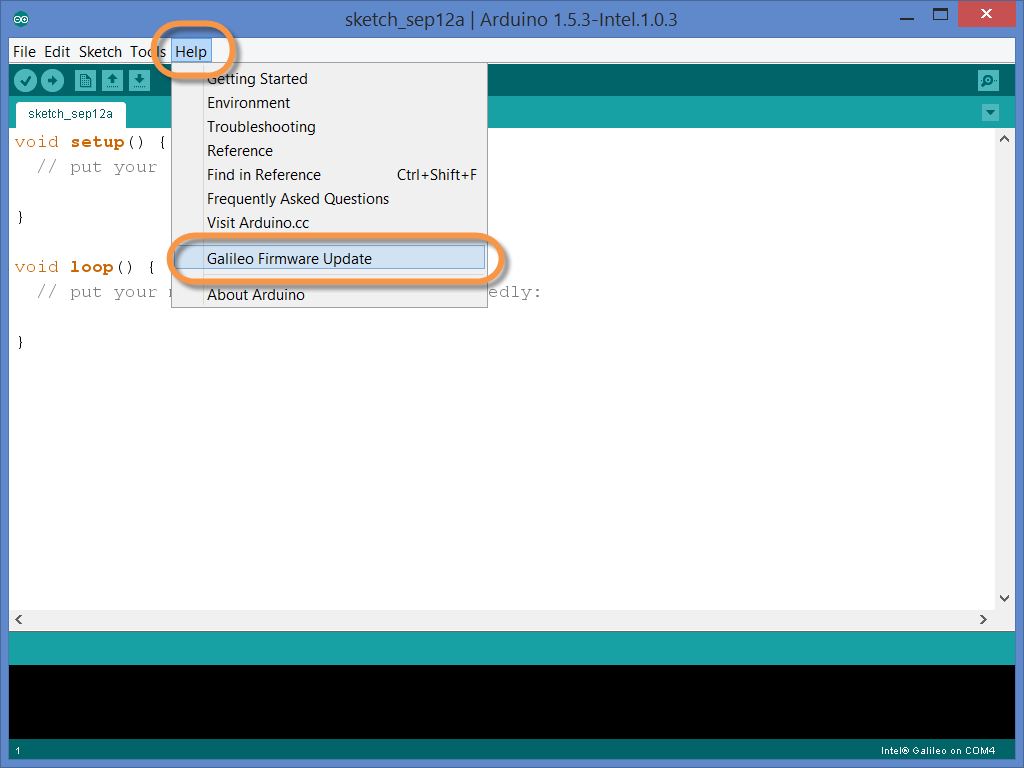 sketch_sep12a | Arduino 1.5.3-Intel.1.0.3
File Edit Sketch Tools Help
sketch_sep12a
Getting Started
Environment
Troubleshooting
Reference
Find in Reference Ctrl+Shift+F
Frequently Asked Questions
Visit Arduino.cc
Galileo Firmware Update
About Arduino
void setup() {
// put your
}
void loop() {
// put your edly:
}
1 Intel® Galileo on COM4